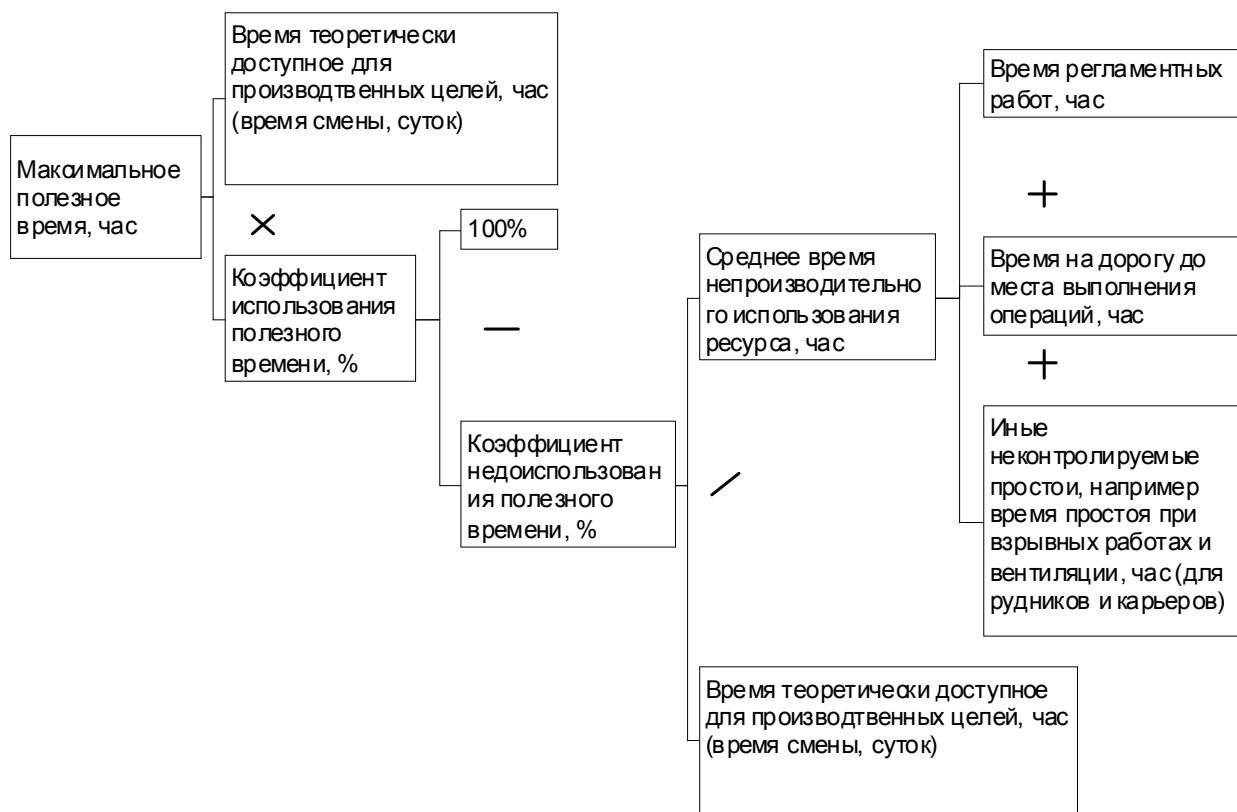 Время теоретически
доступное для
производтвенных целей, час
(время смены, суток)
Время регламентных
работ, час
Максимальное
полезное
время, час
+
×
100%
Коэффициент
использования
полезного
времени, %
Среднее время
непроизводительно
го использования
ресурса, час
Время на дорогу до
места выполнения
операций, час
—
+
Коэффициент
недоиспользован
ия полезного
времени, %
/
Иные
неконтролируемые
простои, например
время простоя при
взрывных работах и
вентиляции, час (для
рудников и карьеров)
Время теоретически доступное
для производтвенных целей, час
(время смены, суток)